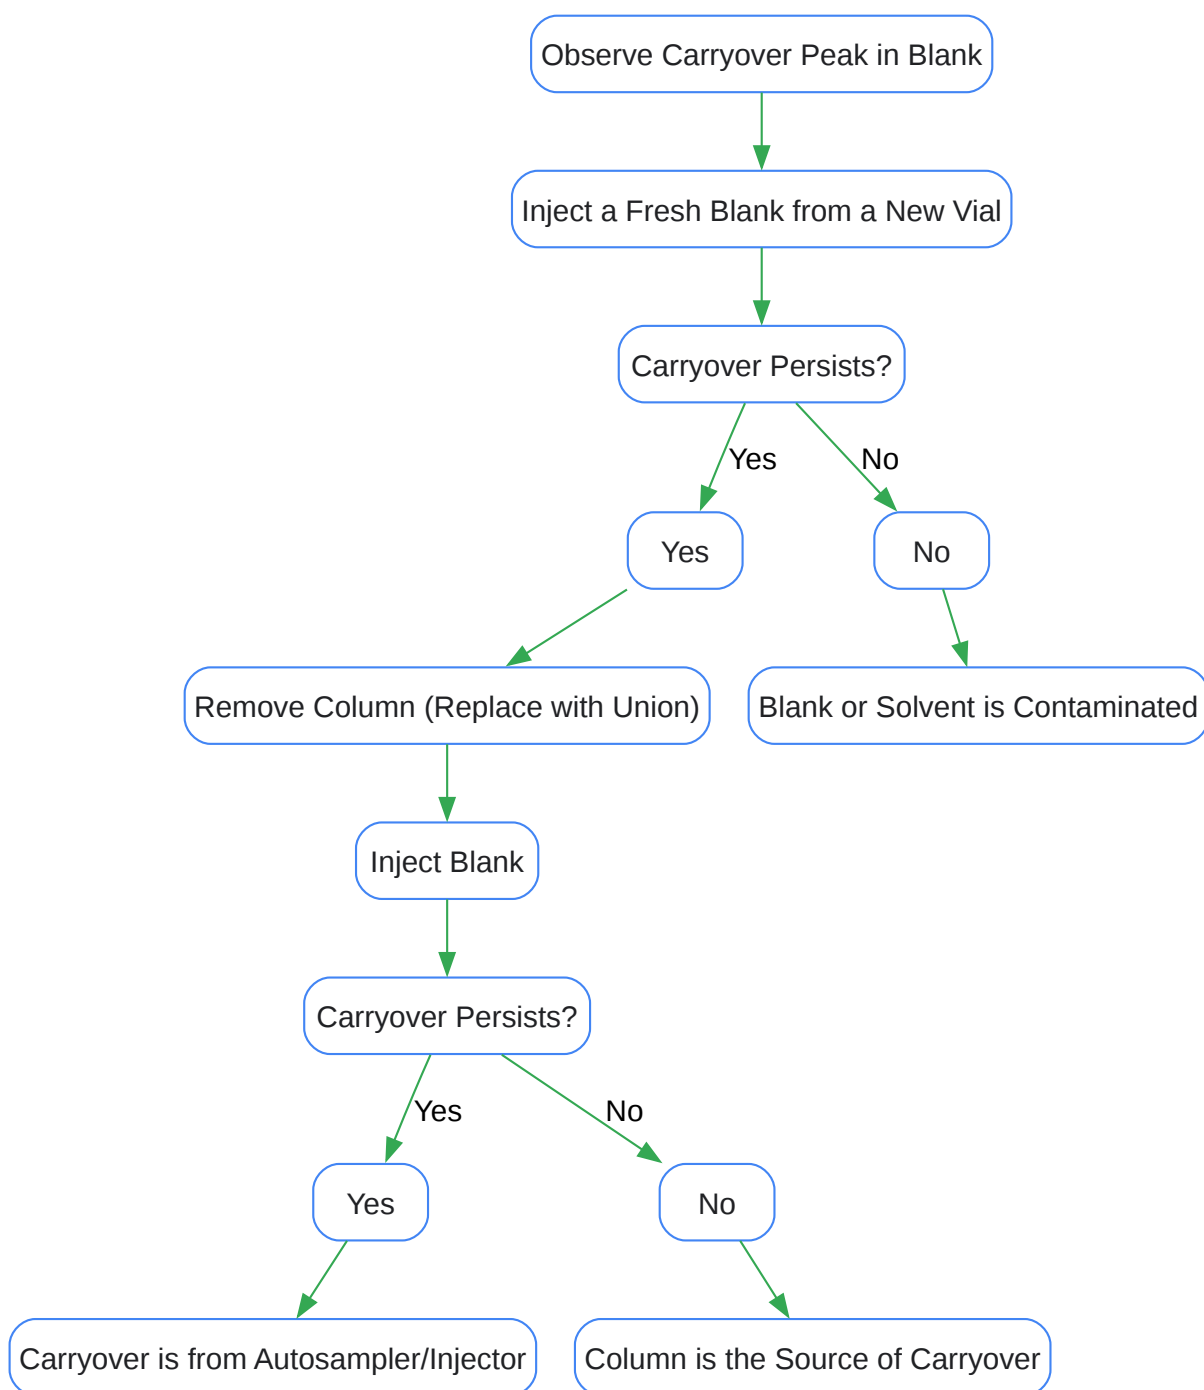 Observe Carryover Peak in Blank
Inject a Fresh Blank from a New Vial
Carryover Persists?
Yes
No
Yes
No
Remove Column (Replace with Union)
Blank or Solvent is Contaminated
Inject Blank
Carryover Persists?
Yes
No
Yes
No
Carryover is from Autosampler/Injector
Column is the Source of Carryover